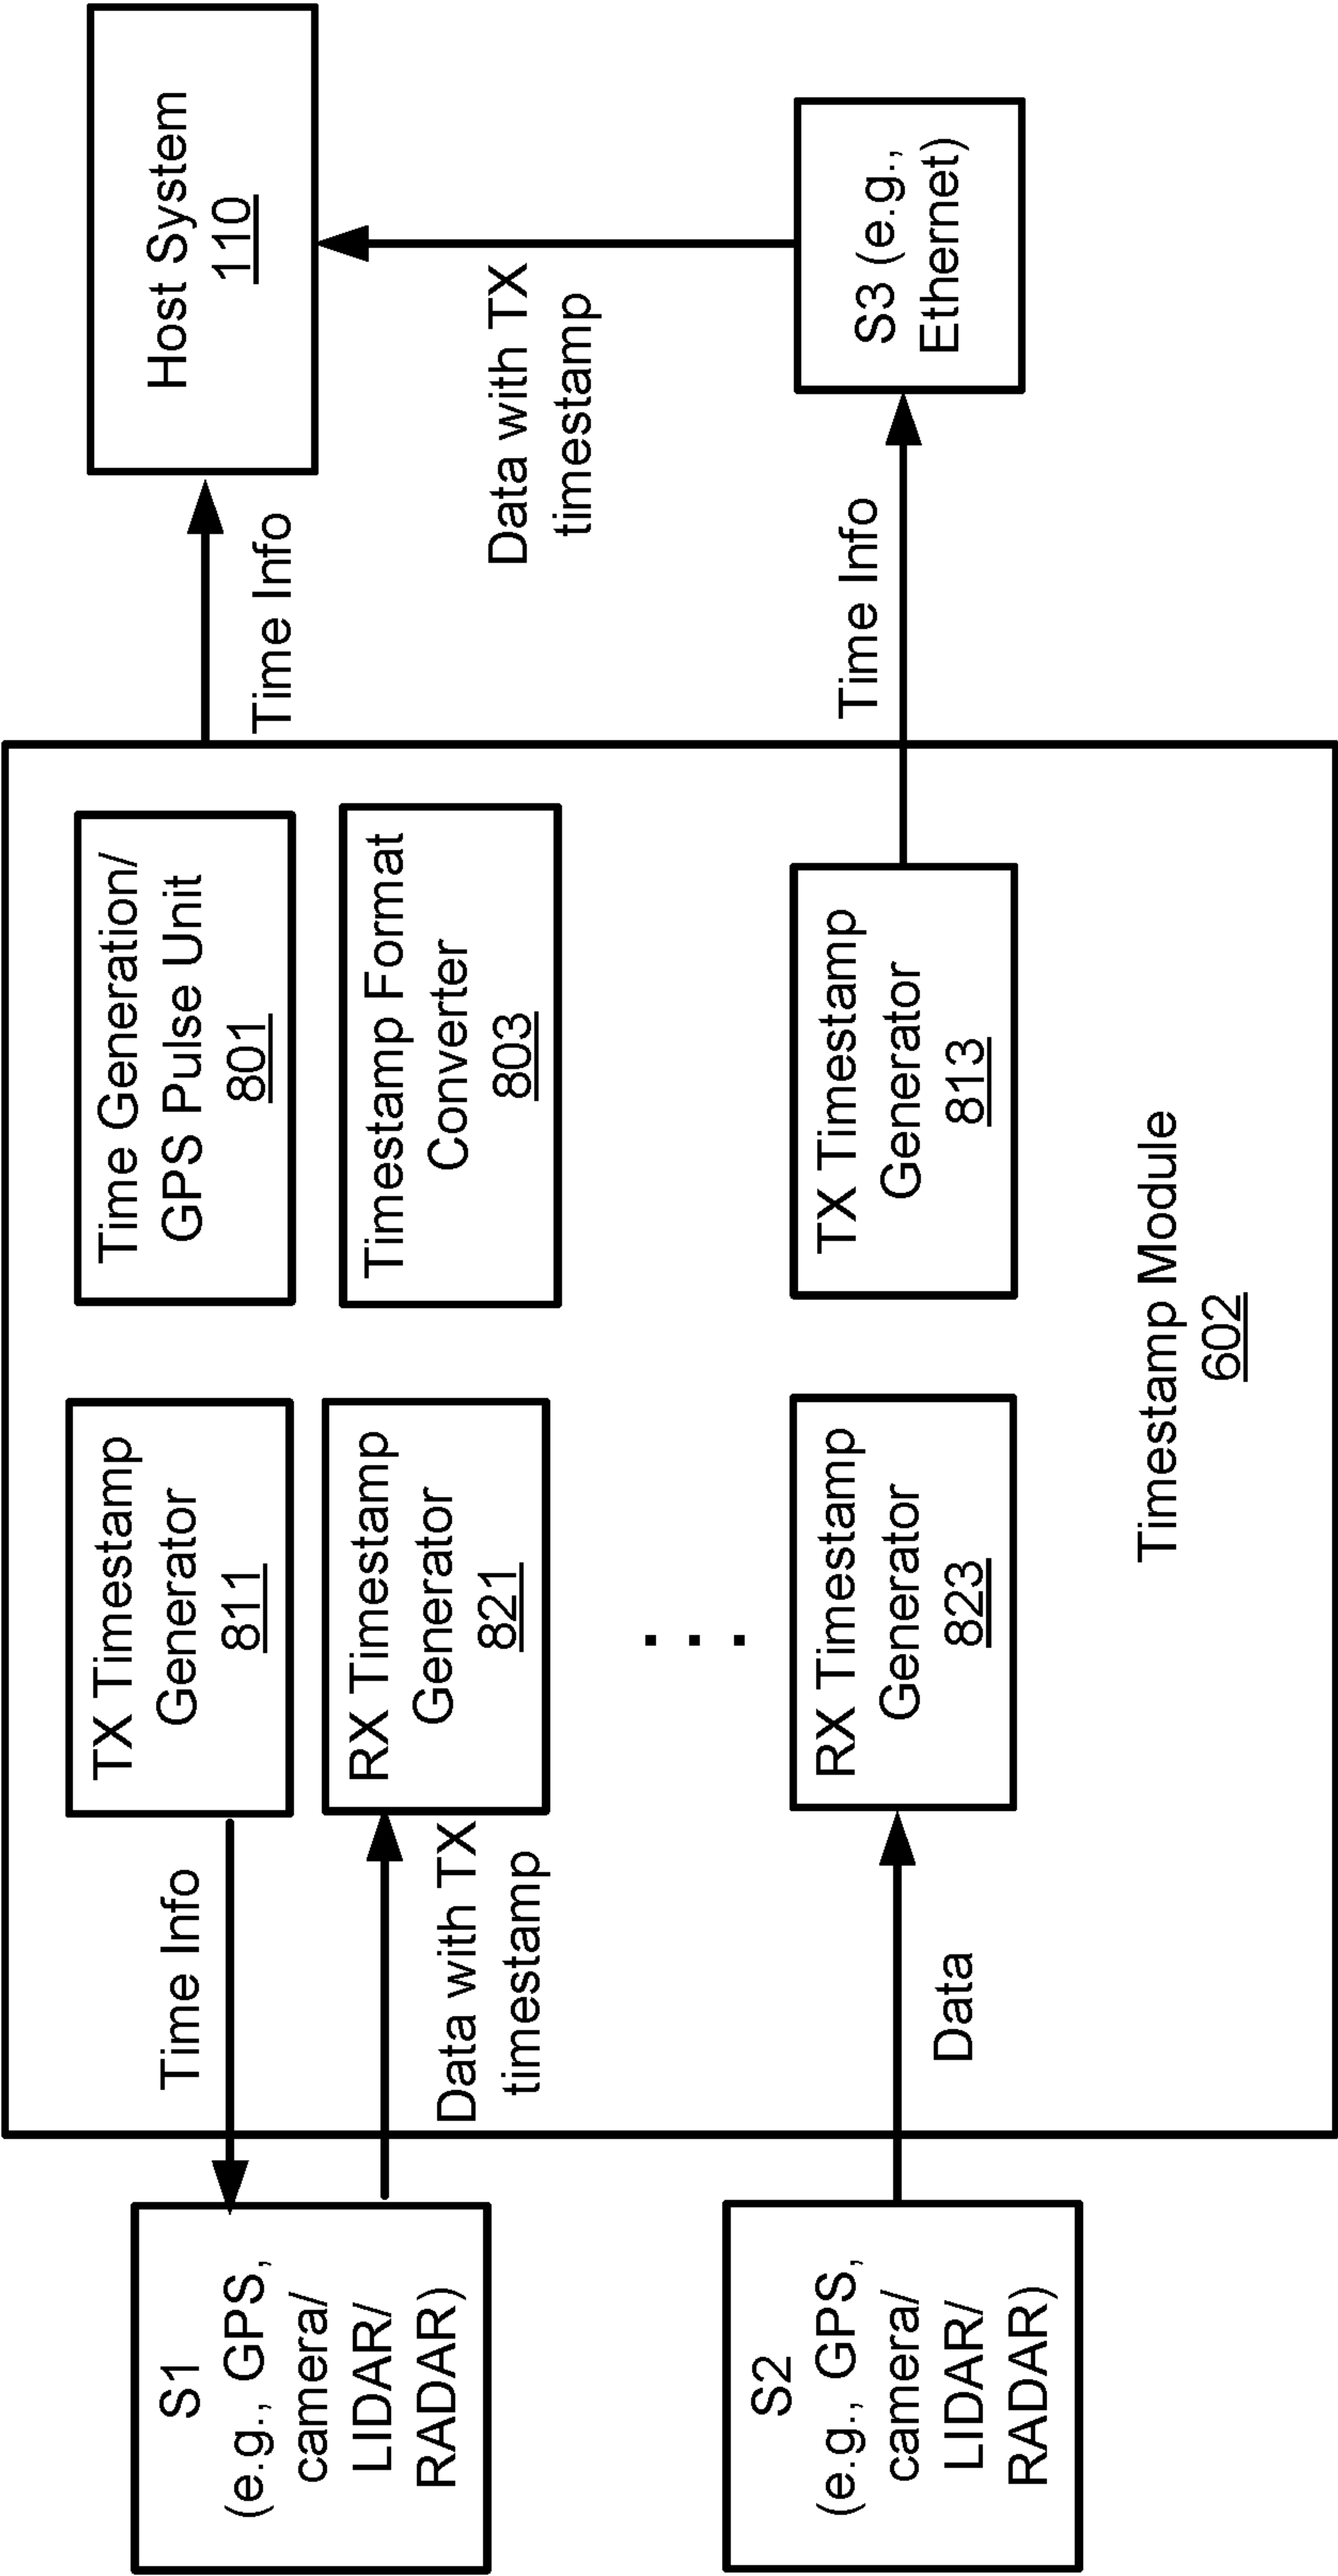 S1
(e.g., GPS,
camera/
LIDAR/
RADAR)
Time Info
Data with TX
timestamp
TX Timestamp
Generator
811
RX Timestamp
Generator
821
Time Generation/
GPS Pulse Unit
801
Timestamp Format
Converter
803
Time Info
Host System
110
Data with TX
timestamp
. . .
S2
(e.g., GPS,
camera/
LIDAR/
RADAR)
Data
RX Timestamp
Generator
823
TX Timestamp
Generator
813
Time Info
S3 (e.g.,
Ethernet)
Timestamp Module
602